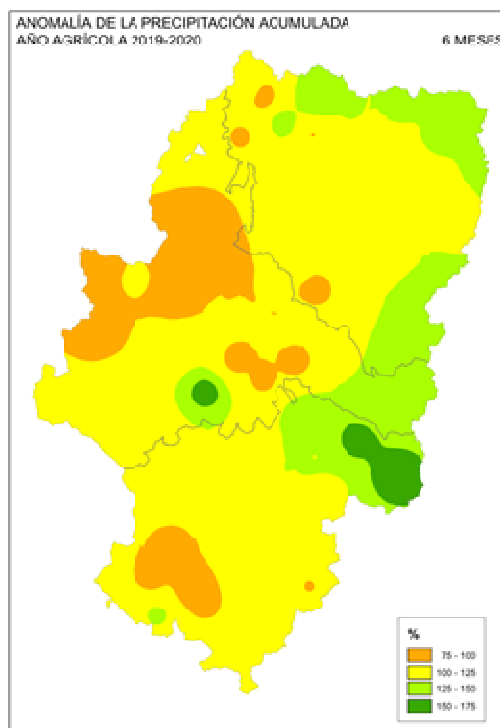 ANOMALÍA DE LA PRECIPITACIÓN ACUMULADA
AÑO AGRÍCOLA 2019-2020 6 MESES
%
75 - 100
100 - 125
125 - 150
150 - 175